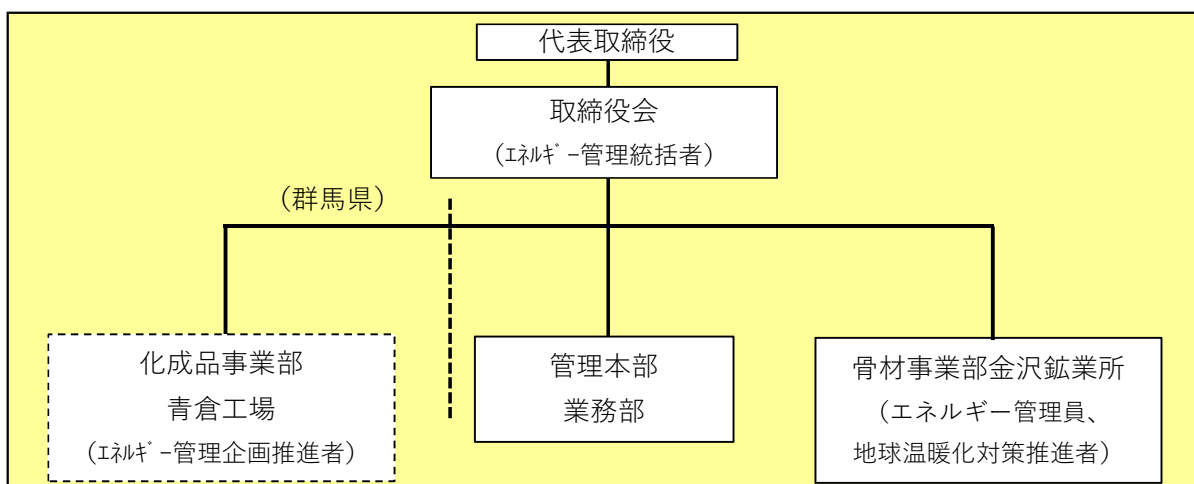 代表取締役
取締役会
（ｴﾈﾙｷﾞｰ管理統括者）
（群馬県）
化成品事業部
青倉工場
（ｴﾈﾙｷﾞｰ管理企画推進者）
管理本部
業務部
骨材事業部金沢鉱業所
（エネルギー管理員、
地球温暖化対策推進者）